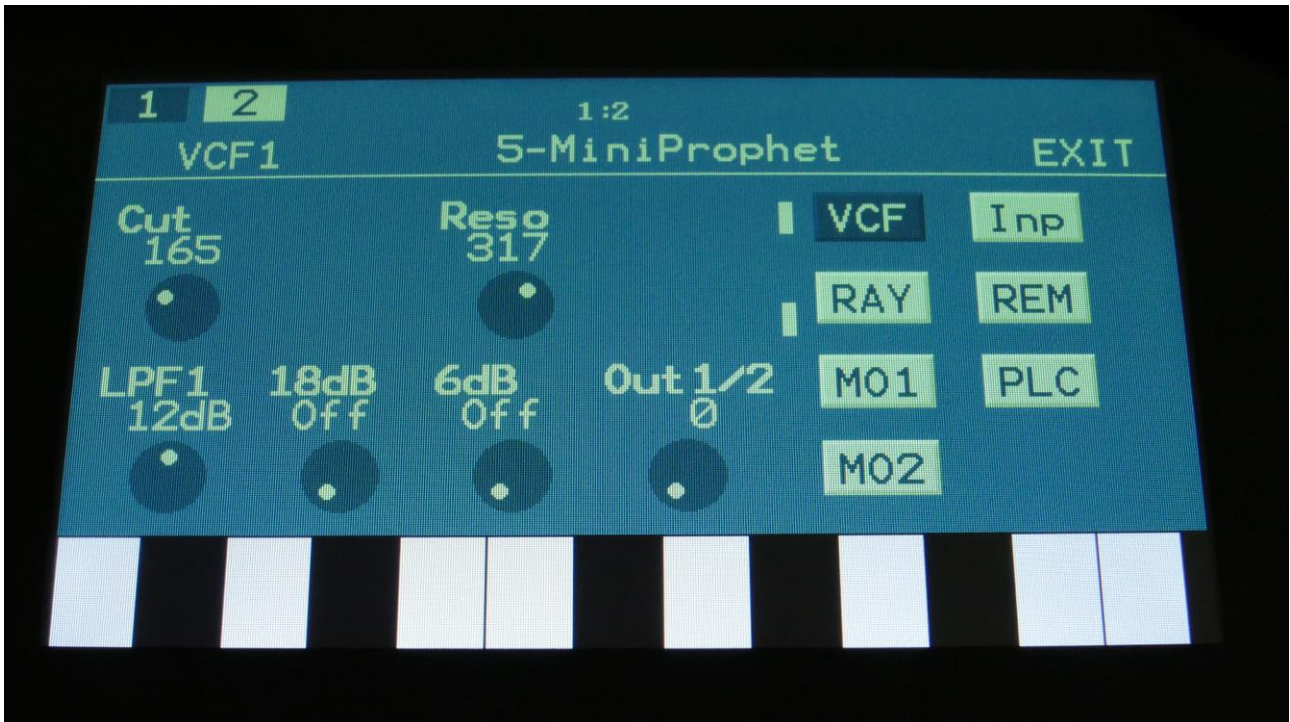 1 2 1:2
VCF1 5-MiniProphet EXIT
Cut Reso VCF Inp
165 317
RAY REM
LPF1 18dB 6dB Out 1/2 MO1 PLC
12dB Off Off 0
MO2